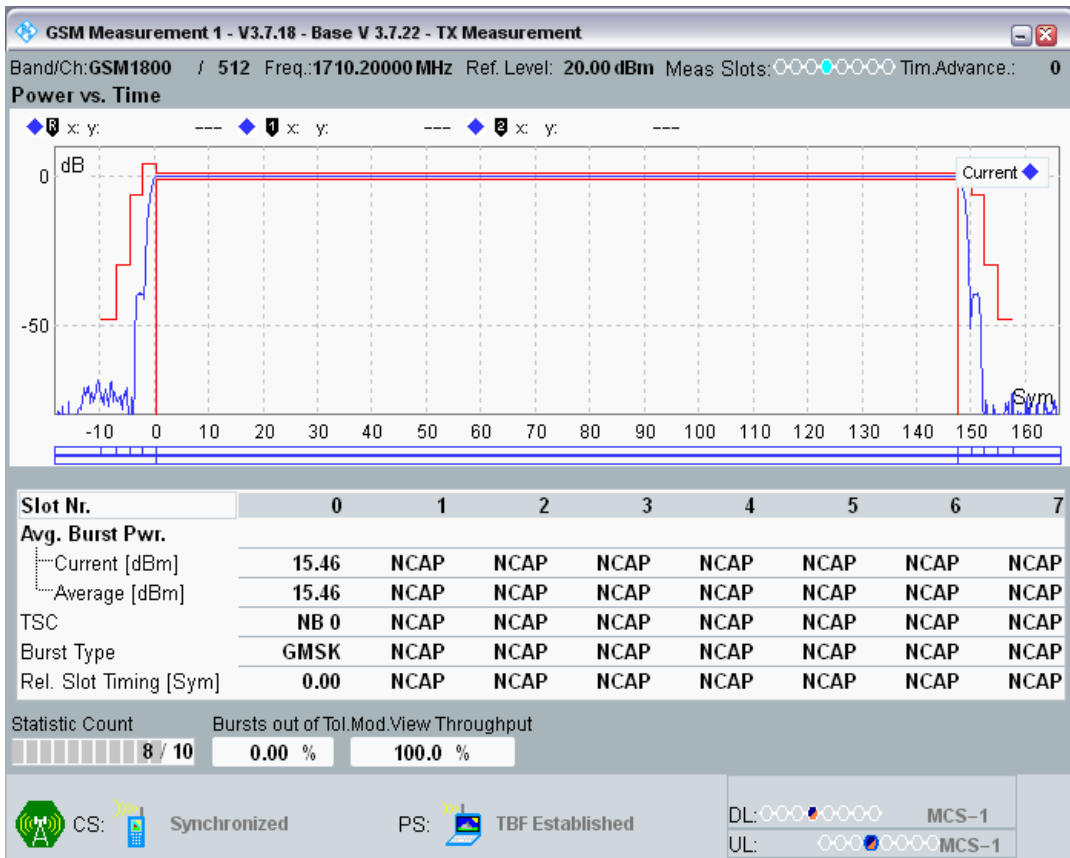 GSM Measurement 1 - V3.7.18 - Base V 3.7.22 - TX Measurement
Band/Ch:GSM1800 / 512 Freq.:1710.20000 MHz Ref. Level: 20.00 dBm Meas Slots: Tim.Advance.: 0
Power vs. Time
R x: y: --- 1 x: y: --- 2 x: y: ---
dB
Current
0
-50
Sym
-10 0 10 20 30 40 50 60 70 80 90 100 110 120 130 140 150 160
Slot Nr. 0 1 2 3 4 5 6 7
Avg. Burst Pwr.
Current [dBm] 15.46 NCAP NCAP NCAP NCAP NCAP NCAP NCAP
Average [dBm] 15.46 NCAP NCAP NCAP NCAP NCAP NCAP NCAP
TSC NB 0 NCAP NCAP NCAP NCAP NCAP NCAP NCAP
Burst Type GMSK NCAP NCAP NCAP NCAP NCAP NCAP NCAP
Rel. Slot Timing [Sym] 0.00 NCAP NCAP NCAP NCAP NCAP NCAP NCAP
Statistic Count Bursts out of Tol.Mod.View Throughput
8 / 10 0.00 % 100.0 %
CS: Synchronized PS: TBF Established
DL: MCS-1
UL: MCS-1